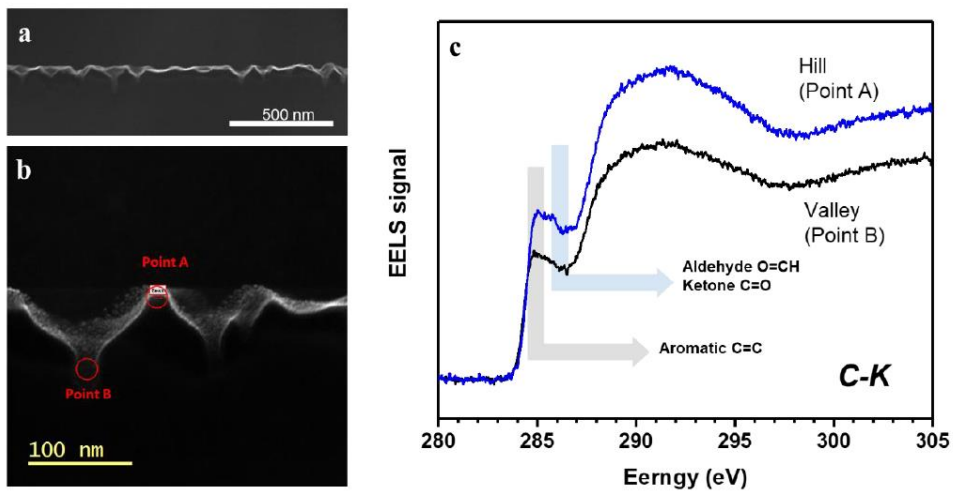 a
500 nm
b
Point A
Point B
100 nm
c
EELS signal
Hill
(Point A)
Valley
(Point B)
Aldehyde O=CH
Ketone C=O
Aromatic C=C
C-K
280 285 290 295 300 305
Eerngy (eV)